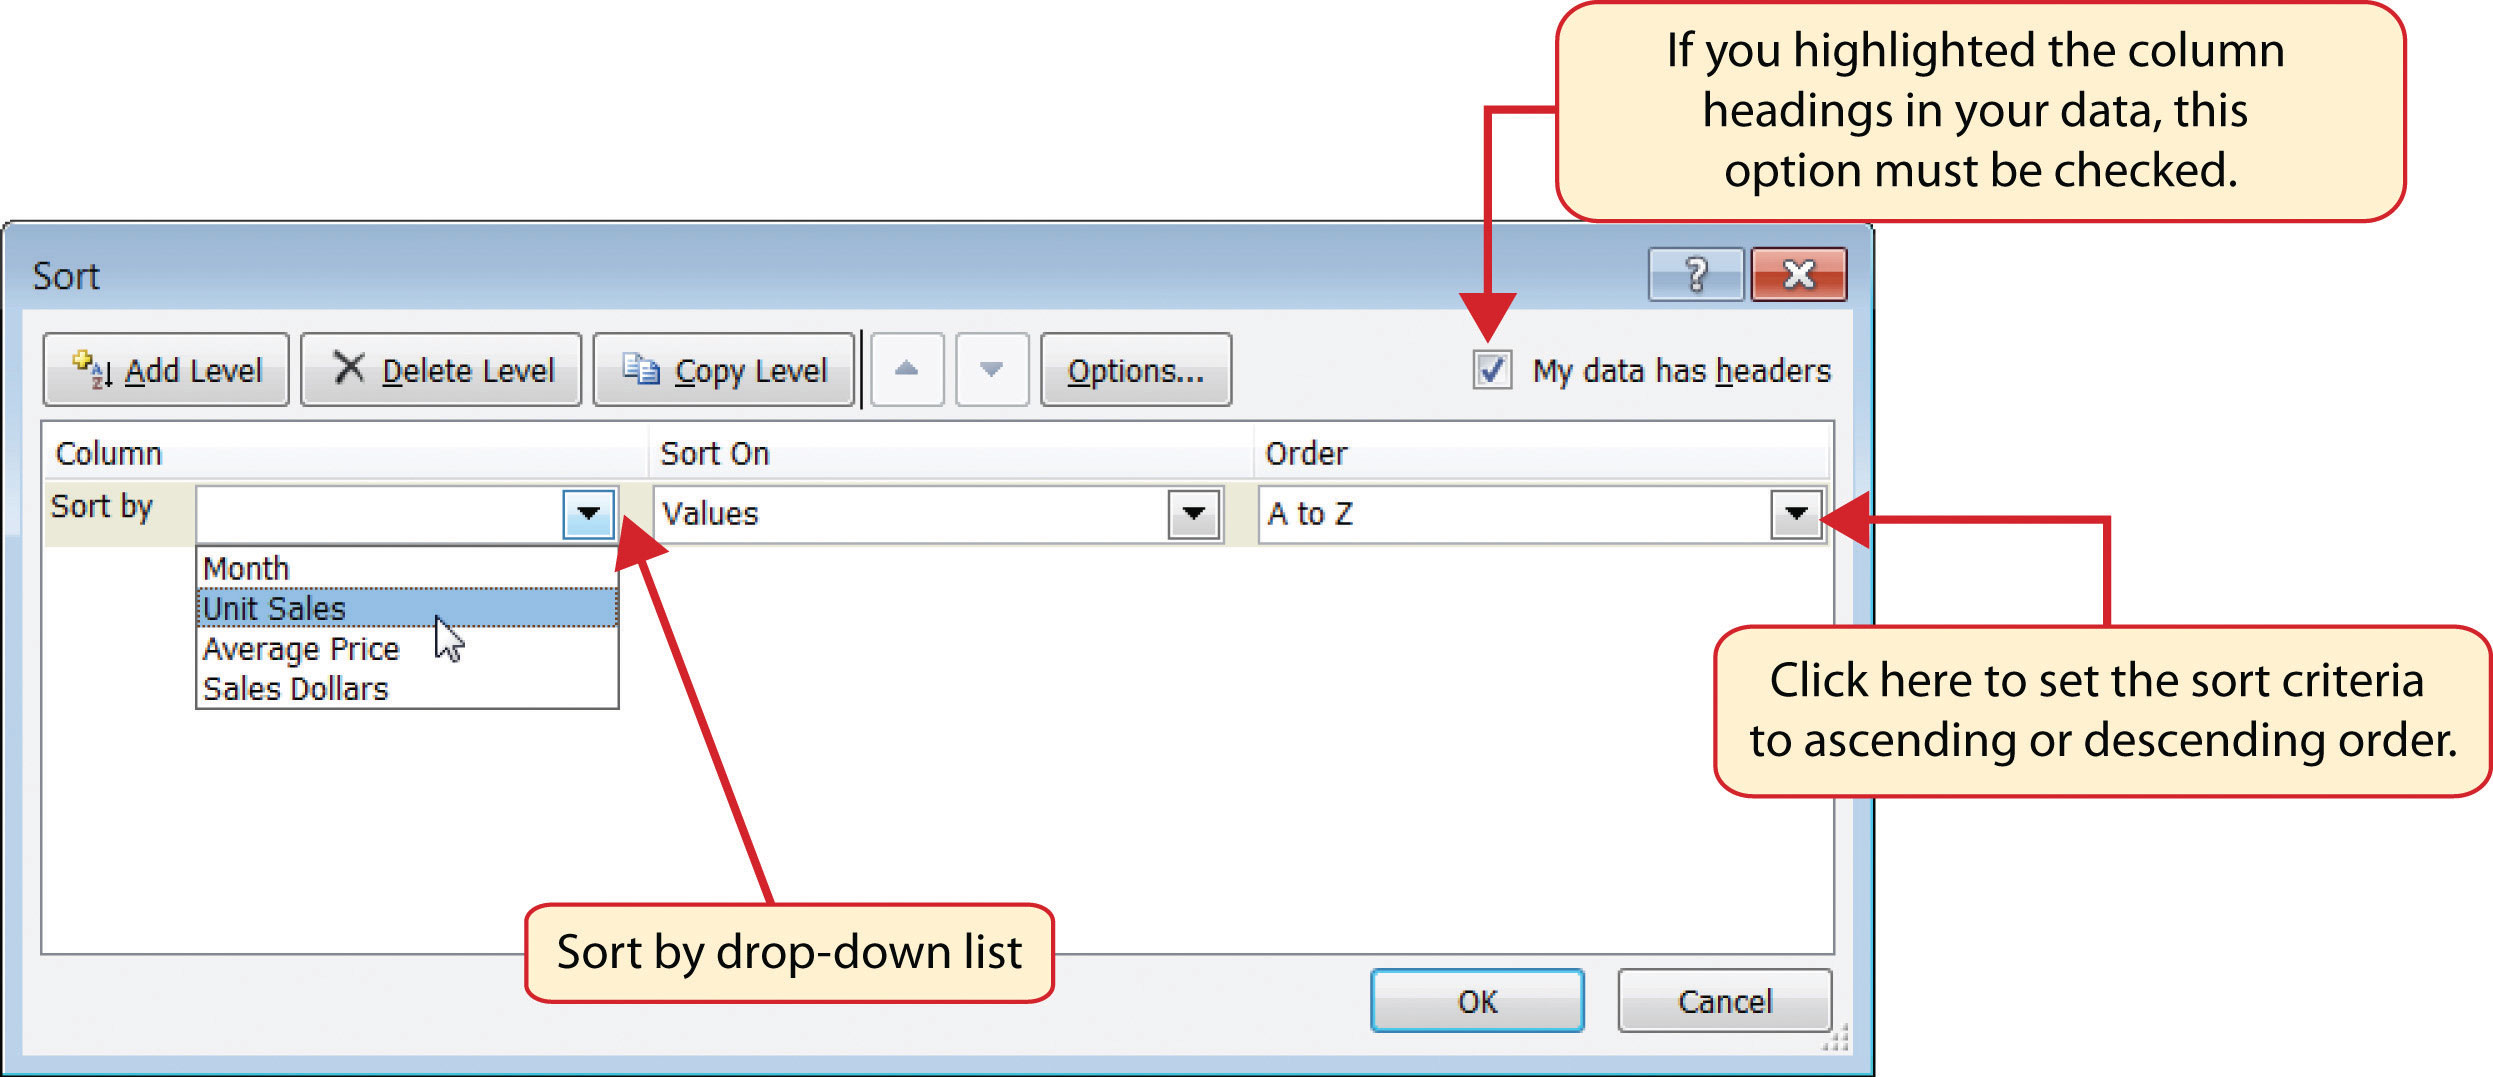 If you highlighted the column
headings in your data, this
option must be checked.
Sort
Add Level Delete Level Copy Level Options... My data has headers
Column Sort On Order
Sort by Values A to Z
Month
Unit Sales
Average Price
Sales Dollars
Click here to set the sort criteria
to ascending or descending order.
Sort by drop-down list
OK Cancel